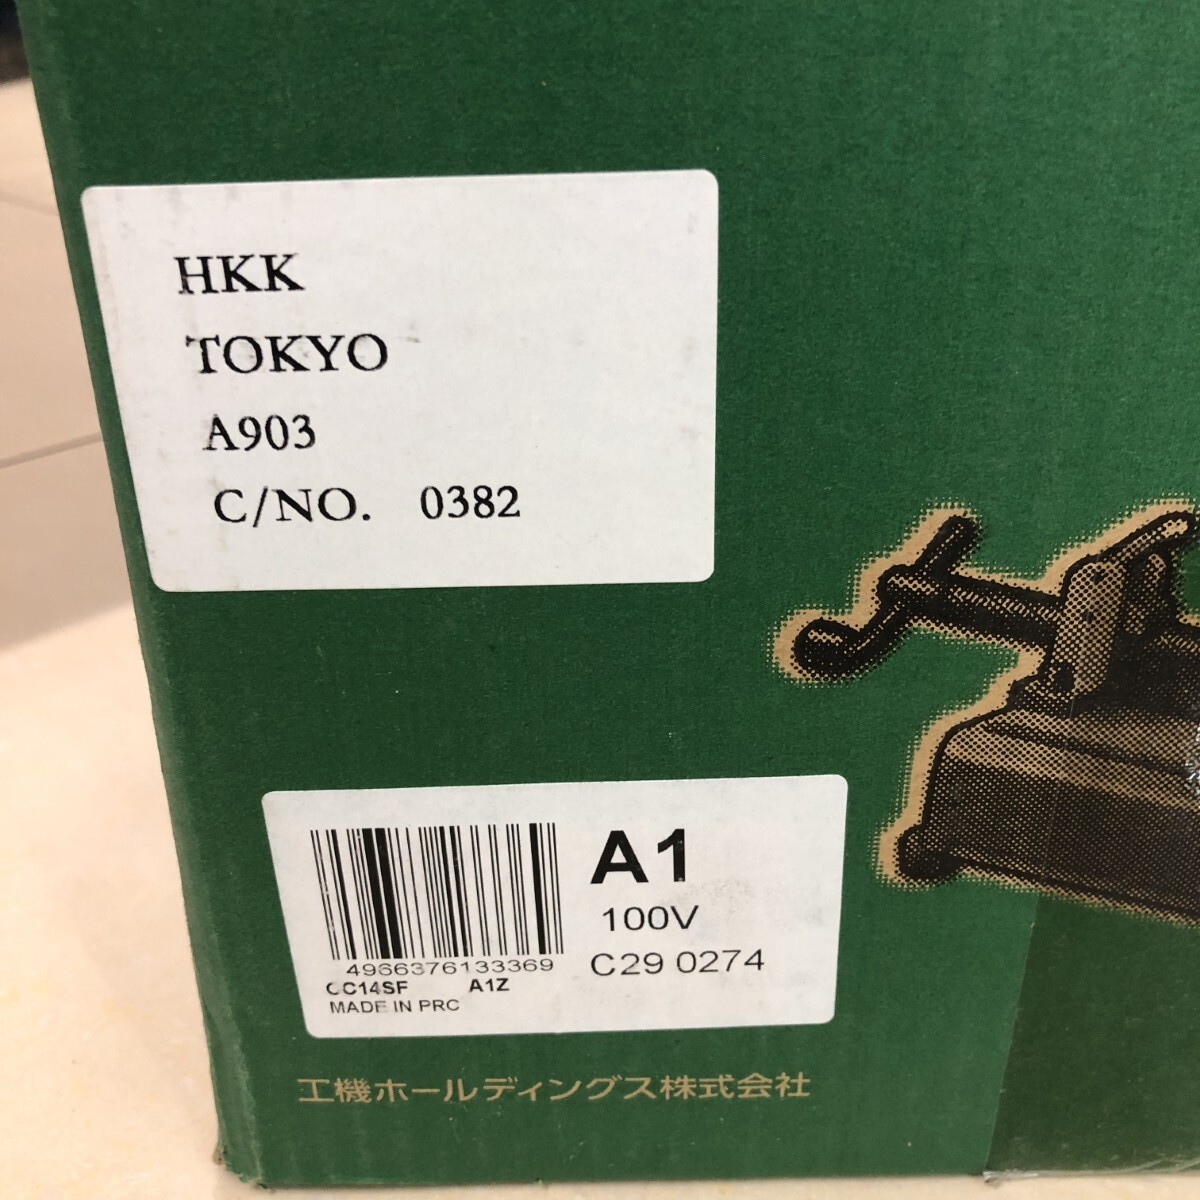 HKK
TOKYO
A903
C/NO. 0382
A1
100V
C29 0274
4966376133369
CC14SF A1Z
MADE IN PRC
工機ホールディングス株式会社